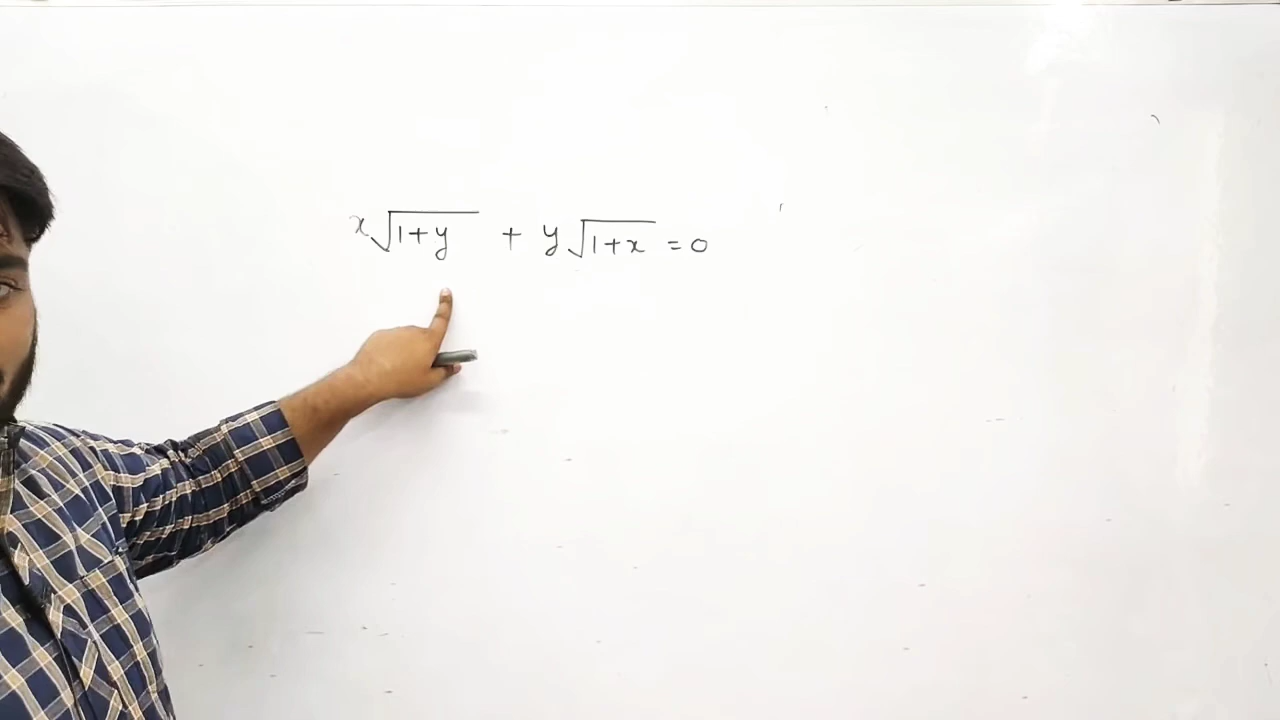 x√(1+y) + y√(1+x) = 0